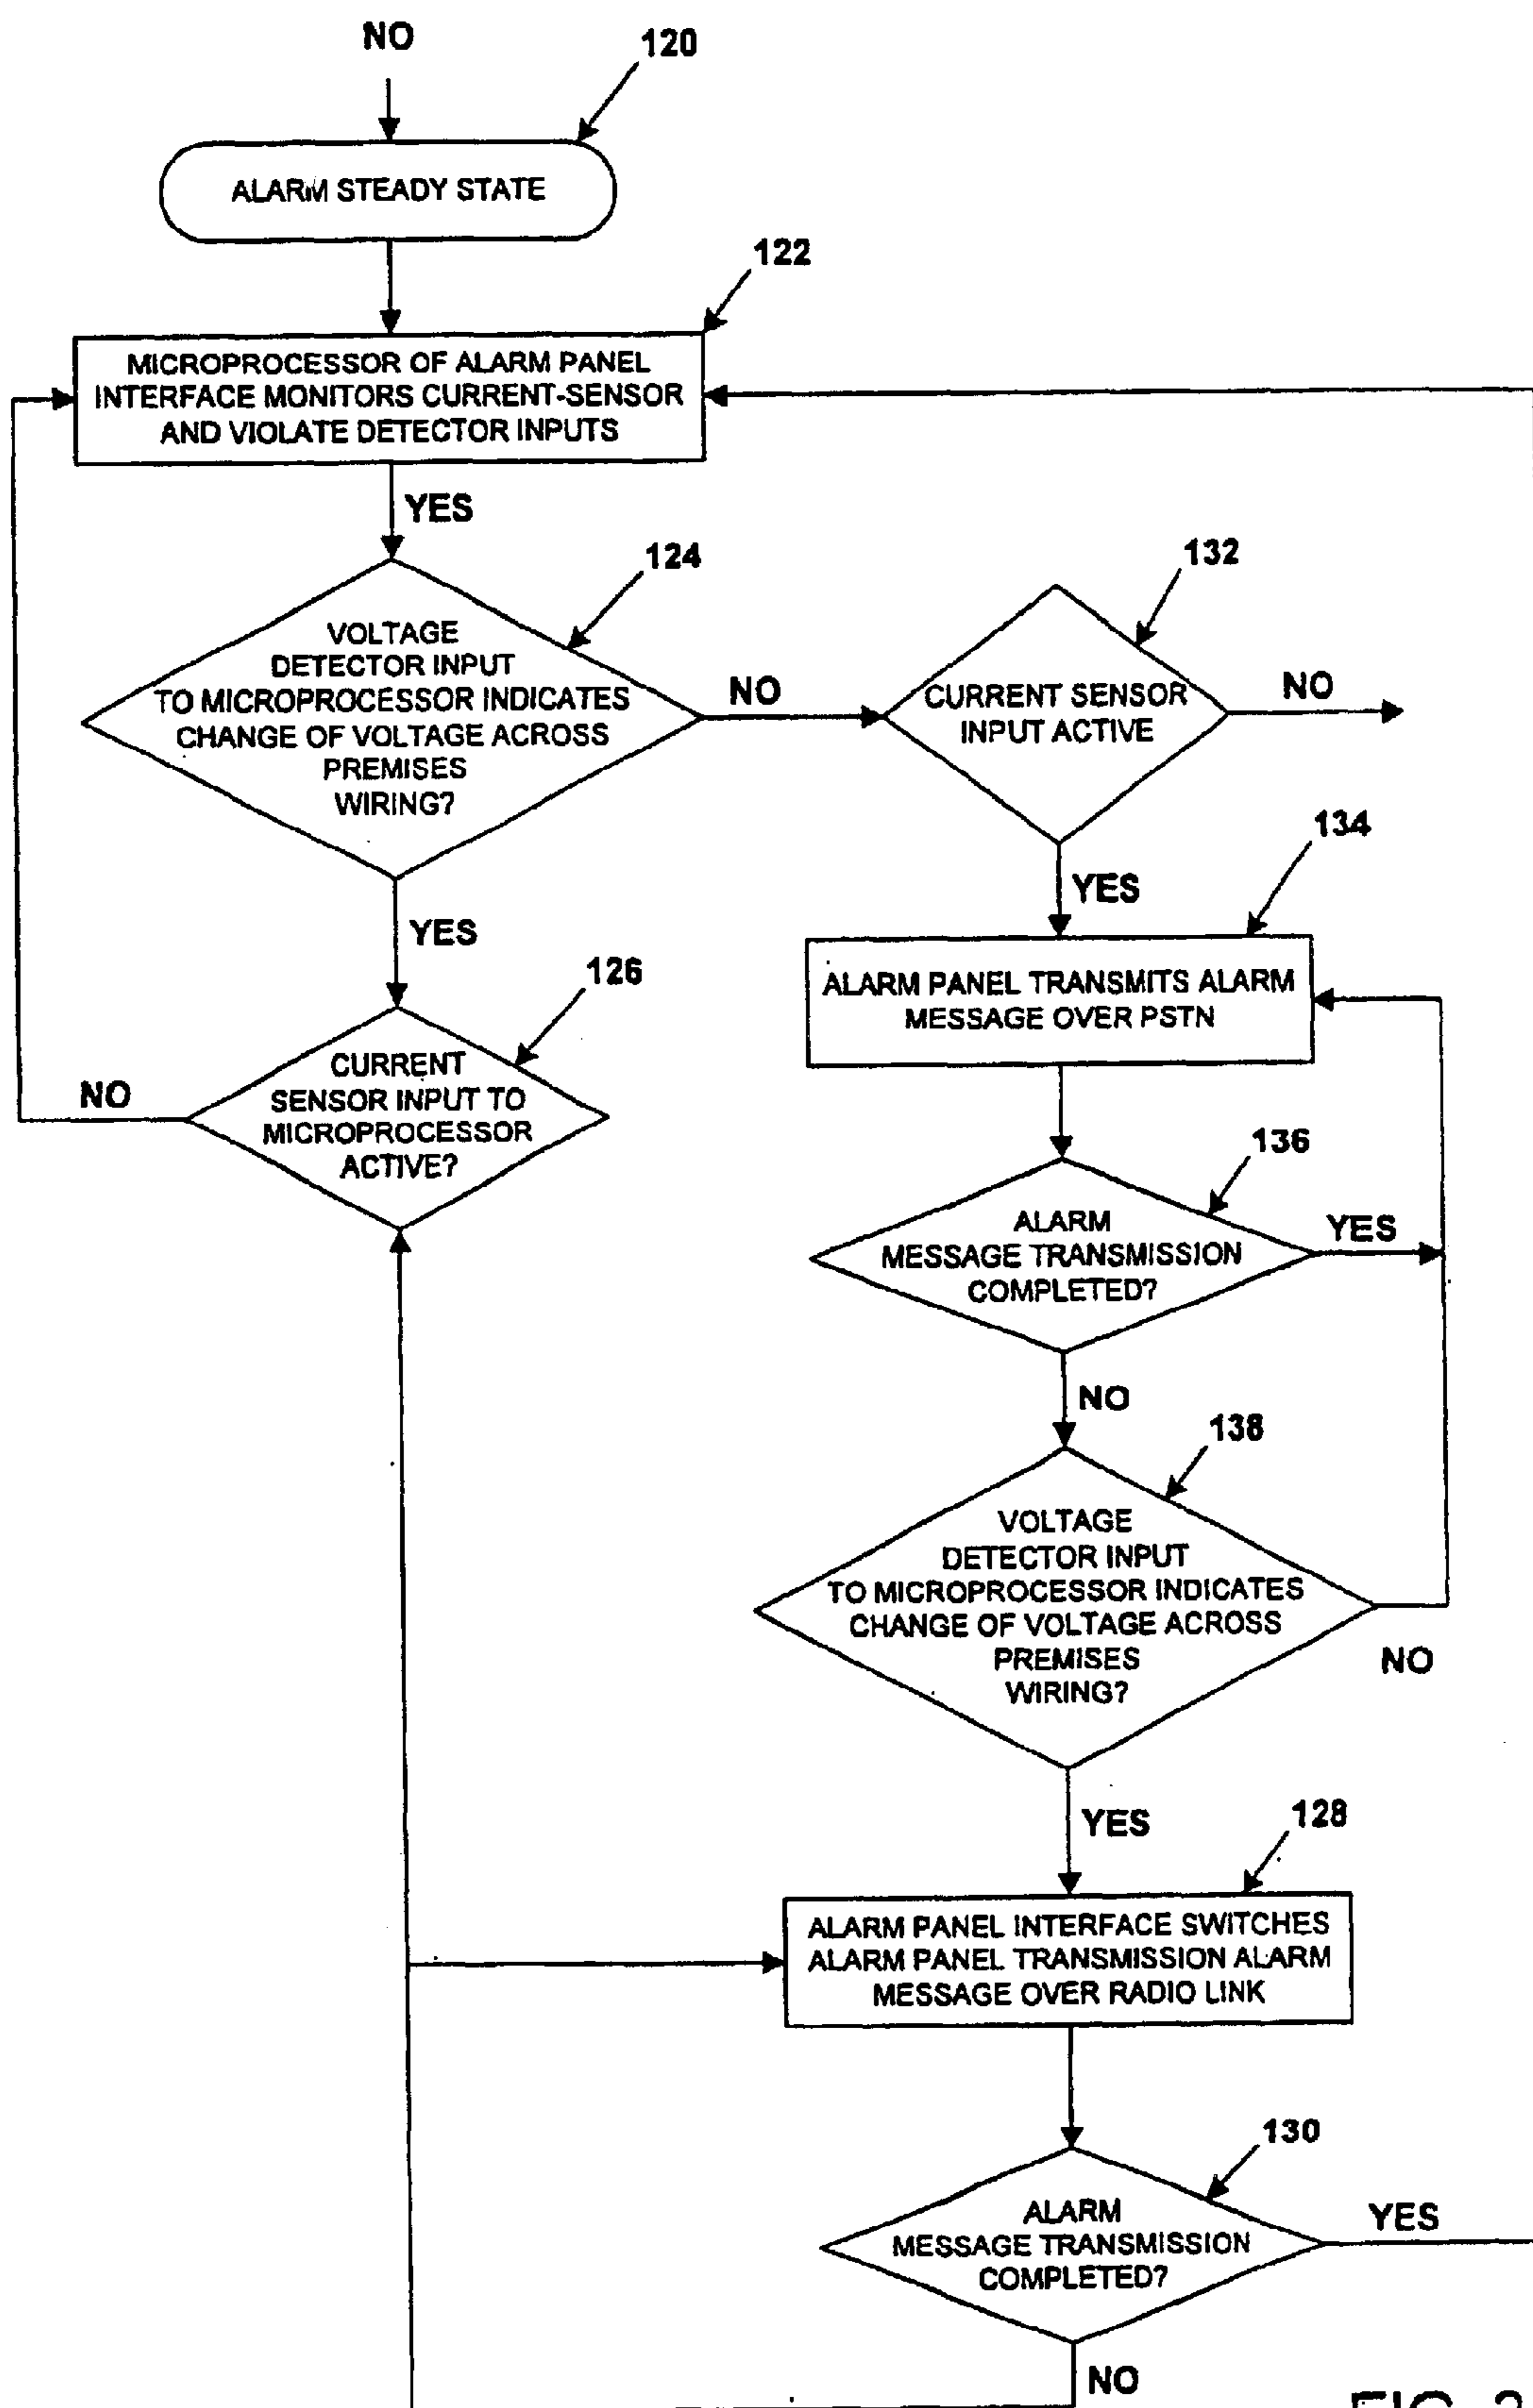 NO
120
ALARM STEADY STATE
122
MICROPROCESSOR OF ALARM PANEL
INTERFACE MONITORS CURRENT-SENSOR
AND VIOLATE DETECTOR INPUTS
YES
124
VOLTAGE
DETECTOR INPUT
TO MICROPROCESSOR INDICATES
CHANGE OF VOLTAGE ACROSS
PREMISES
WIRING?
NO
132
CURRENT SENSOR
INPUT ACTIVE
NO
YES
134
ALARM PANEL TRANSMITS ALARM
MESSAGE OVER PSTN
YES
126
CURRENT
SENSOR INPUT TO
MICROPROCESSOR
ACTIVE?
NO
136
ALARM
MESSAGE TRANSMISSION
COMPLETED?
YES
NO
138
VOLTAGE
DETECTOR INPUT
TO MICROPROCESSOR INDICATES
CHANGE OF VOLTAGE ACROSS
PREMISES
WIRING?
NO
YES
128
ALARM PANEL INTERFACE SWITCHES
ALARM PANEL TRANSMISSION ALARM
MESSAGE OVER RADIO LINK
130
ALARM
MESSAGE TRANSMISSION
COMPLETED?
YES
NO